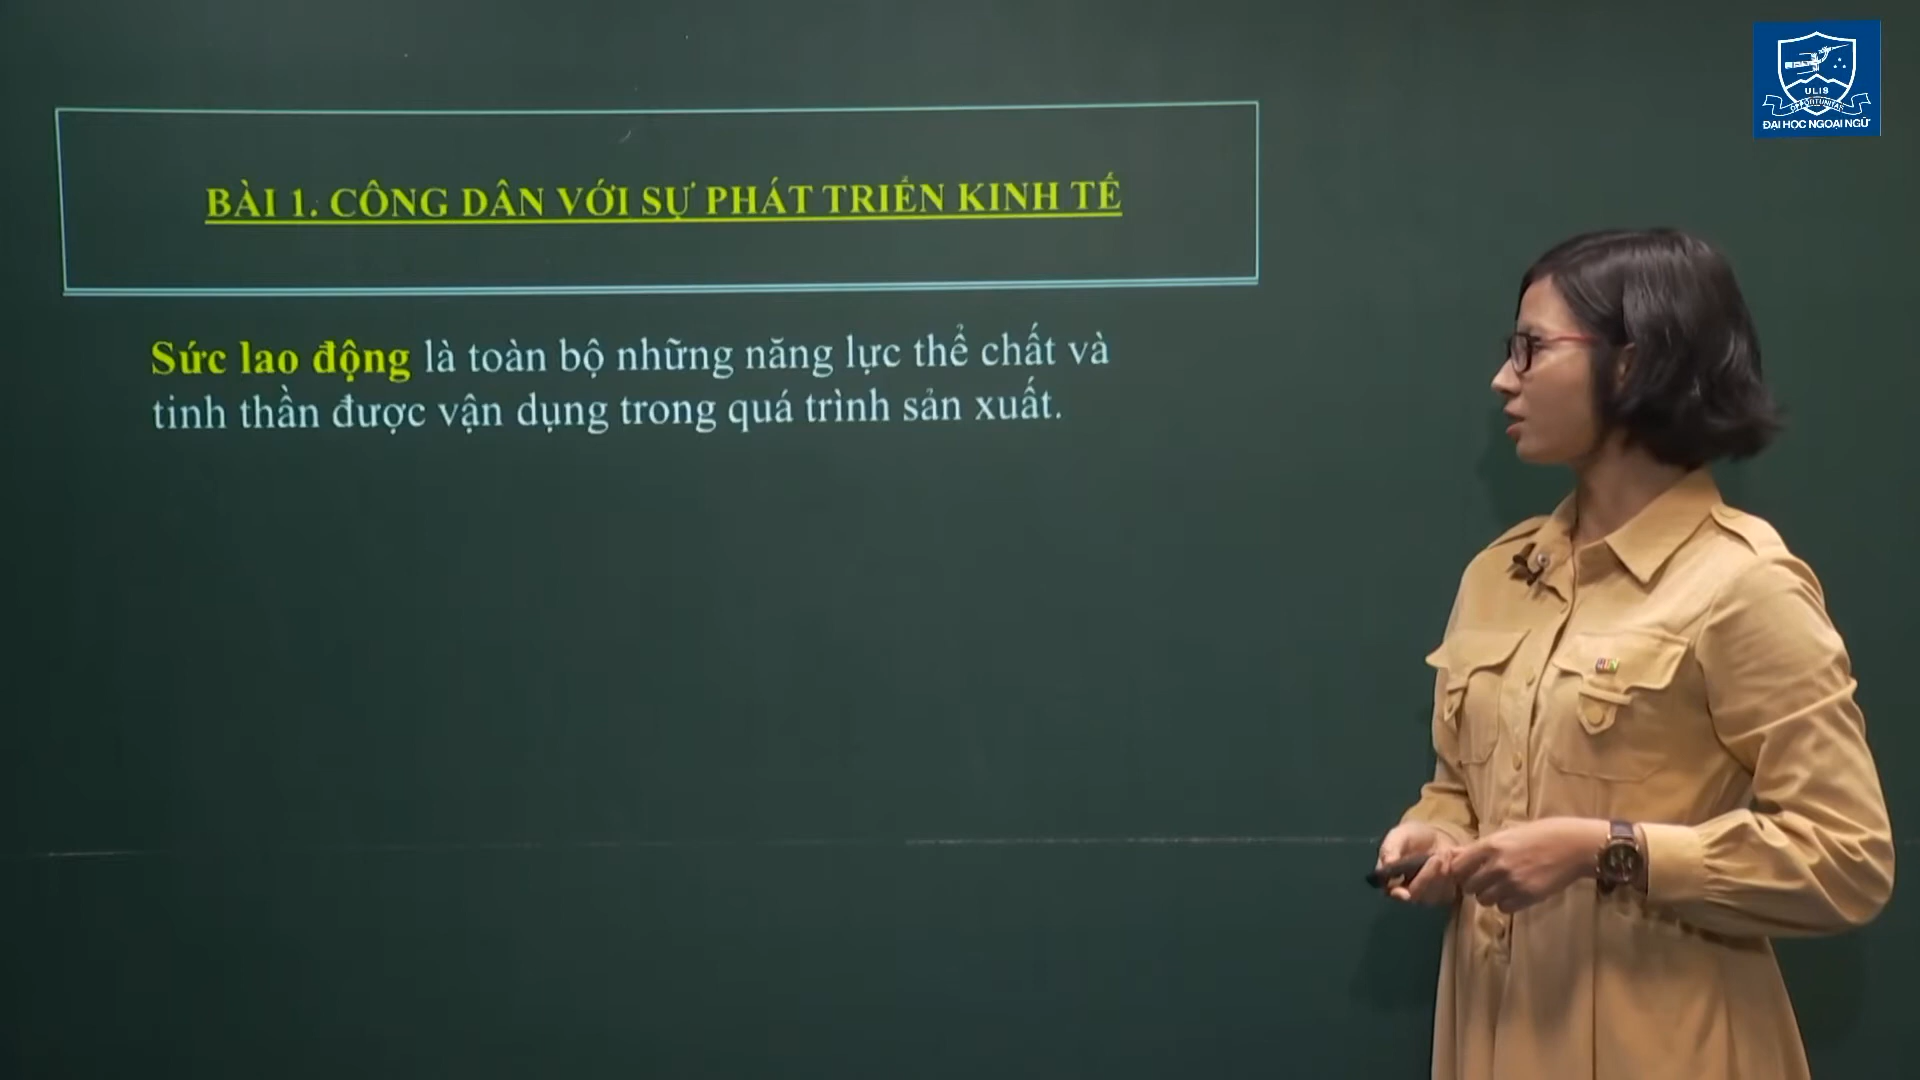 BÀI 1. CÔNG DÂN VỚI SỰ PHÁT TRIỂN KINH TẾ
Sức lao động là toàn bộ những năng lực thể chất và
tinh thần được vận dụng trong quá trình sản xuất.
ULIS
ĐẠI HỌC NGOẠI NGỮ